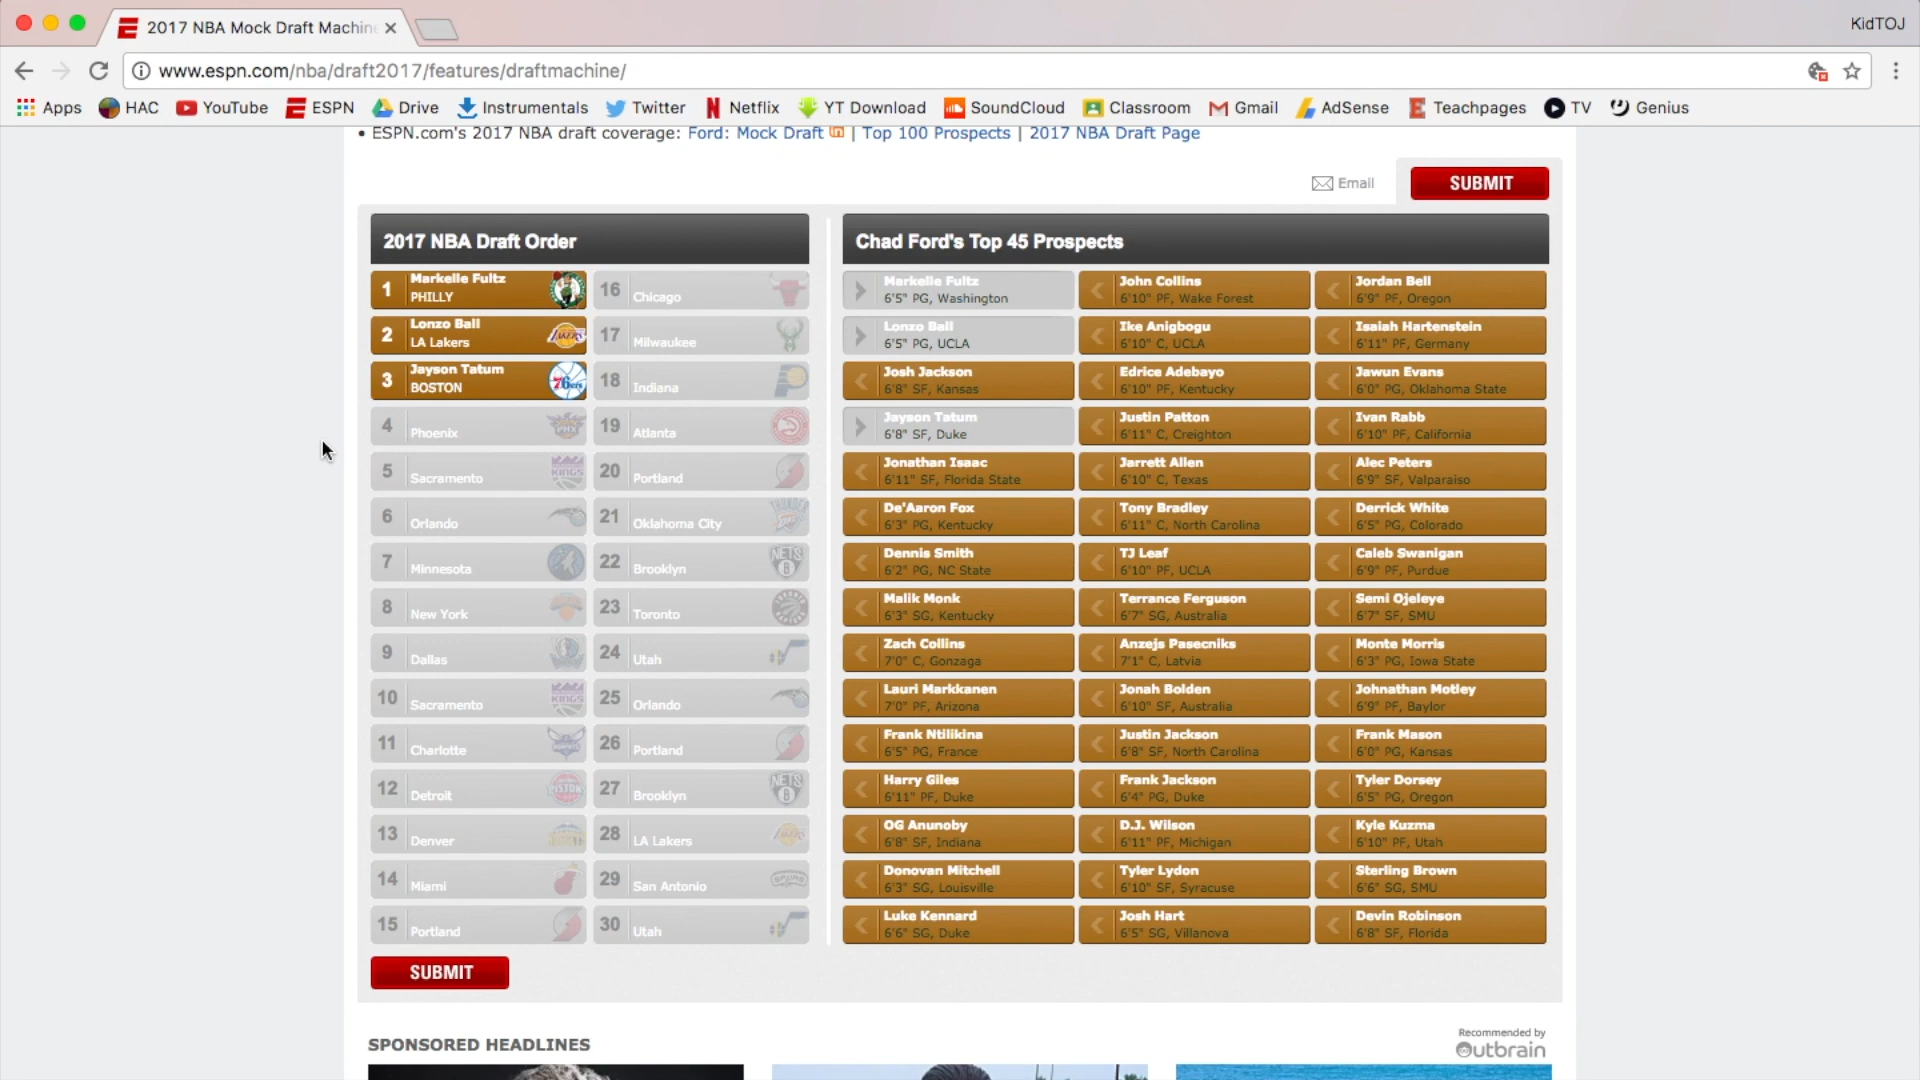 2017 NBA Mock Draft Machine
KidTOJ
www.espn.com/nba/draft2017/features/draftmachine/
Apps HAC YouTube ESPN Drive Instrumentals Twitter Netflix YT Download SoundCloud Classroom Gmail AdSense Teachpages TV Genius
• ESPN.com's 2017 NBA draft coverage: Ford: Mock Draft in | Top 100 Prospects | 2017 NBA Draft Page
Email
SUBMIT
2017 NBA Draft Order
1 Markelle Fultz
PHILLY
2 Lonzo Ball
LA Lakers
3 Jayson Tatum
BOSTON
76ers
4 Phoenix
5 Sacramento
KINGS
6 Orlando
7 Minnesota
8 New York
9 Dallas
10 Sacramento
KINGS
11 Charlotte
12 Detroit
PISTONS
13 Denver
14 Miami
15 Portland
16 Chicago
17 Milwaukee
18 Indiana
19 Atlanta
20 Portland
21 Oklahoma City
THUNDER
22 Brooklyn
NETS
B
23 Toronto
24 Utah
25 Orlando
26 Portland
27 Brooklyn
NETS
B
28 LA Lakers
29 San Antonio
SPURS
30 Utah
SUBMIT
Chad Ford's Top 45 Prospects
Markelle Fultz
6'5" PG, Washington
Lonzo Ball
6'5" PG, UCLA
Josh Jackson
6'8" SF, Kansas
Jayson Tatum
6'8" SF, Duke
Jonathan Isaac
6'11" SF, Florida State
De'Aaron Fox
6'3" PG, Kentucky
Dennis Smith
6'2" PG, NC State
Malik Monk
6'3" SG, Kentucky
Zach Collins
7'0" C, Gonzaga
Lauri Markkanen
7'0" PF, Arizona
Frank Ntilikina
6'5" PG, France
Harry Giles
6'11" PF, Duke
OG Anunoby
6'8" SF, Indiana
Donovan Mitchell
6'3" SG, Louisville
Luke Kennard
6'6" SG, Duke
John Collins
6'10" PF, Wake Forest
Ike Anigbogu
6'10" C, UCLA
Edrice Adebayo
6'10" PF, Kentucky
Justin Patton
6'11" C, Creighton
Jarrett Allen
6'10" C, Texas
Tony Bradley
6'11" C, North Carolina
TJ Leaf
6'10" PF, UCLA
Terrance Ferguson
6'7" SG, Australia
Anzejs Pasecniks
7'1" C, Latvia
Jonah Bolden
6'10" SF, Australia
Justin Jackson
6'8" SF, North Carolina
Frank Jackson
6'4" PG, Duke
D.J. Wilson
6'11" PF, Michigan
Tyler Lydon
6'10" SF, Syracuse
Josh Hart
6'5" SG, Villanova
Jordan Bell
6'9" PF, Oregon
Isaiah Hartenstein
6'11" PF, Germany
Jawun Evans
6'0" PG, Oklahoma State
Ivan Rabb
6'10" PF, California
Alec Peters
6'9" SF, Valparaiso
Derrick White
6'5" PG, Colorado
Caleb Swanigan
6'9" PF, Purdue
Semi Ojeleye
6'7" SF, SMU
Monte Morris
6'3" PG, Iowa State
Johnathan Motley
6'9" PF, Baylor
Frank Mason
6'0" PG, Kansas
Tyler Dorsey
6'5" PG, Oregon
Kyle Kuzma
6'10" PF, Utah
Sterling Brown
6'6" SG, SMU
Devin Robinson
6'8" SF, Florida
SPONSORED HEADLINES
Recommended by
Outbrain